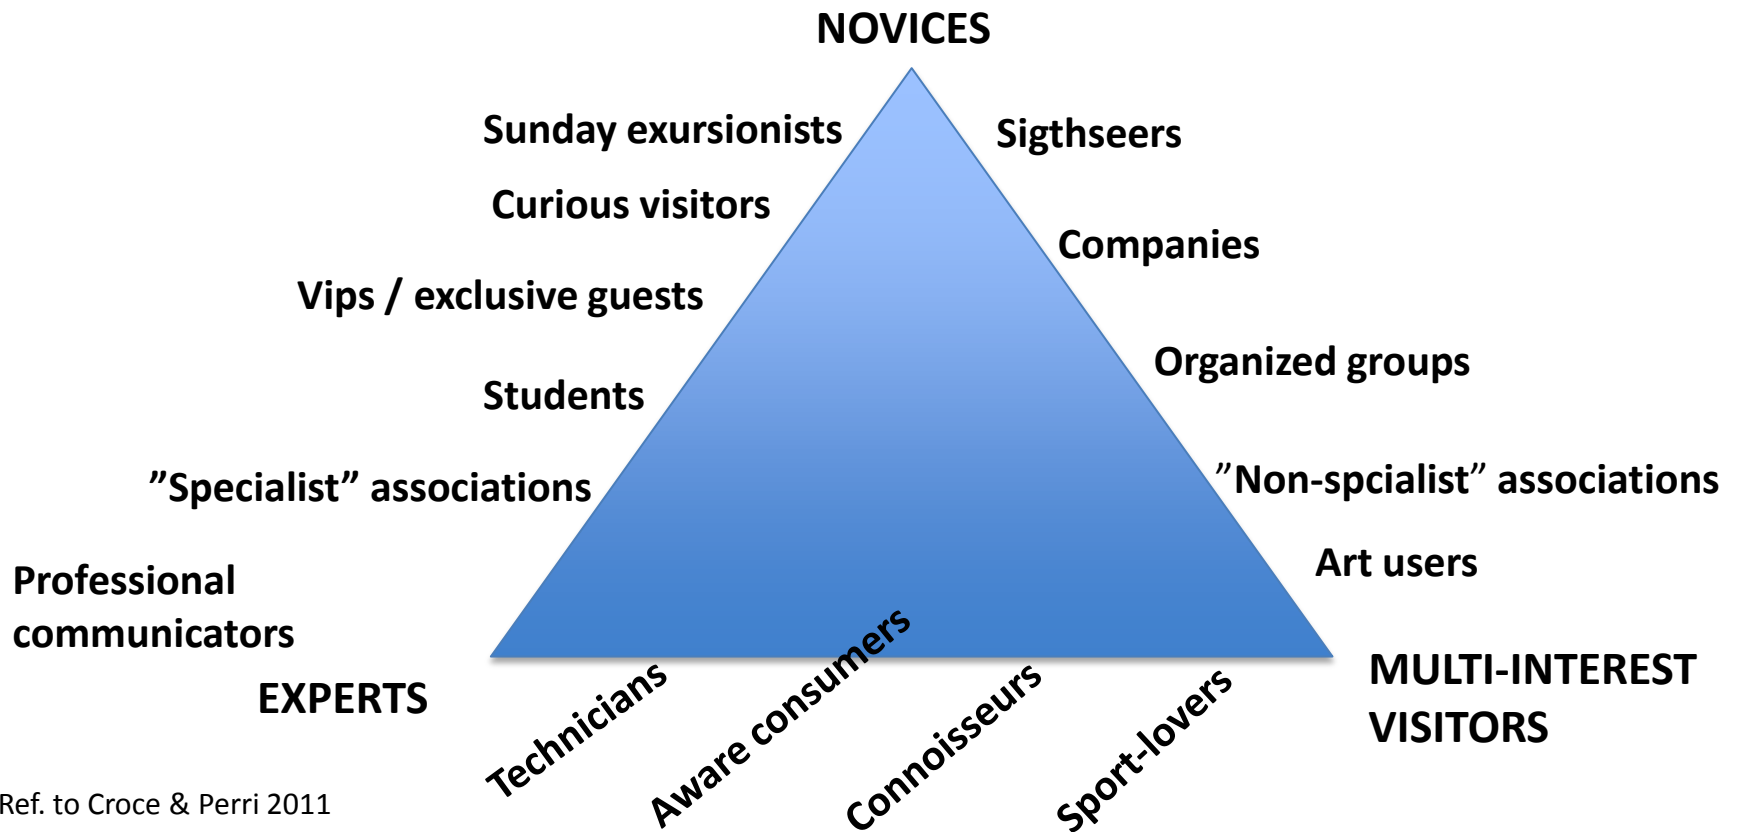 NOVICES
Sunday exursionists
Sigthseers
Curious visitors
Companies
Vips / exclusive guests
Organized groups
Students
”Specialist” associations
”Non-spcialist” associations
Art users
Professional
communicators
EXPERTS
MULTI-INTEREST
VISITORS
Technicians
Aware consumers
Connoisseurs
Sport-lovers
Ref. to Croce & Perri 2011